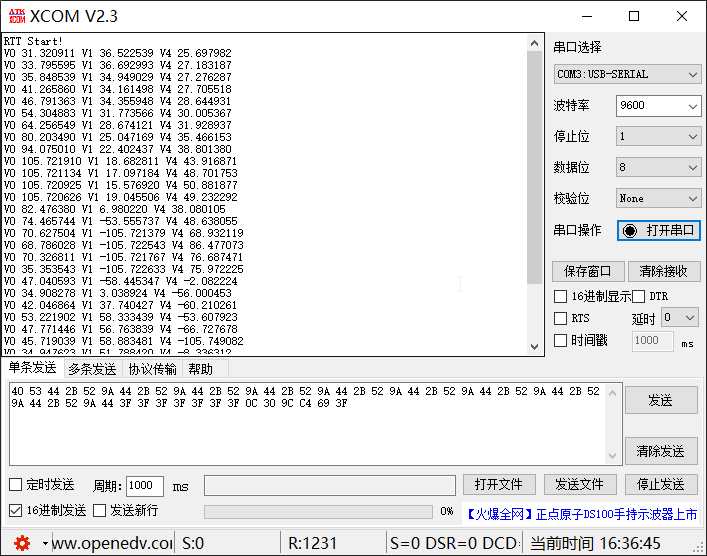 XCOM V2.3
RTT Start!
V0 31.320911 V1 36.522539 V4 25.697982
V0 33.795595 V1 36.692993 V4 27.183187
V0 35.848539 V1 34.949029 V4 27.276287
V0 41.265860 V1 34.161498 V4 27.705518
V0 46.791363 V1 34.355948 V4 28.644931
V0 54.304883 V1 31.773566 V4 30.005367
V0 64.256549 V1 28.674121 V4 31.928937
V0 80.203490 V1 25.047169 V4 35.466153
V0 94.075010 V1 22.402437 V4 38.801380
V0 105.721910 V1 18.682811 V4 43.916871
V0 105.721134 V1 17.097184 V4 48.701753
V0 105.720925 V1 15.576920 V4 50.881877
V0 105.720626 V1 19.045506 V4 49.232292
V0 82.476380 V1 6.980220 V4 38.080105
V0 74.465744 V1 -53.555737 V4 48.638055
V0 70.627504 V1 -105.721379 V4 68.932119
V0 68.786028 V1 -105.722543 V4 86.477073
V0 70.326811 V1 -105.721767 V4 76.687471
V0 35.353543 V1 -105.722633 V4 75.972225
V0 47.040593 V1 -58.445347 V4 -2.082224
V0 34.908278 V1 3.038924 V4 -56.000453
V0 42.046864 V1 37.740427 V4 -60.210261
V0 53.221902 V1 58.333439 V4 -53.607923
V0 47.771446 V1 56.763839 V4 -66.727678
V0 45.719039 V1 58.883481 V4 -105.749082
V0 34.947623 V1 51.788420 V4 -8.336312
串口选择
COM3:USB-SERIAL
波特率 9600
停止位 1
数据位 8
校验位 None
串口操作 打开串口
保存窗口 清除接收
16进制显示 DTR
RTS 延时 0
时间戳 1000 ms
单条发送 多条发送 协议传输 帮助
40 53 44 2B 52 9A 44 2B 52 9A 44 2B 52 9A 44 2B 52 9A 44 2B 52 9A 44 2B 52 9A 44 2B 52 9A 44 2B 52
9A 44 2B 52 9A 44 3F 3F 3F 3F 3F 3F 3F 0C 30 9C C4 69 3F
发送
清除发送
定时发送 周期: 1000 ms 打开文件 发送文件 停止发送
16进制发送 发送新行 0% 【火爆全网】正点原子DS100手持示波器上市
www.openedv.com S:0 R:1231 S=0 DSR=0 DCD= 当前时间 16:36:45